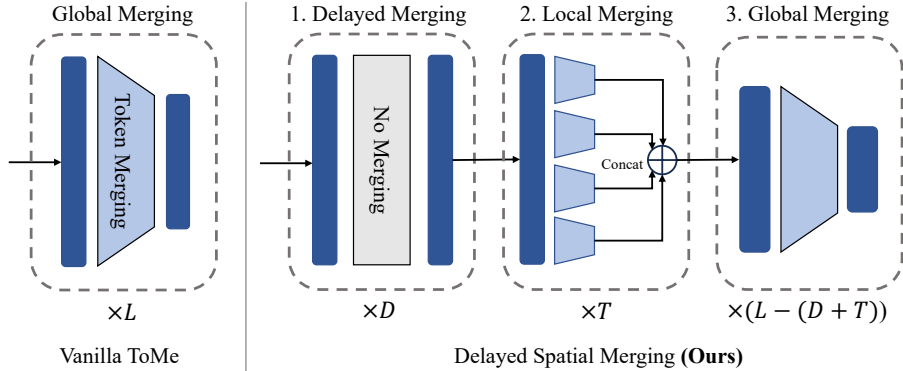 Global Merging
Token Merging
×L
Vanilla ToMe
1. Delayed Merging
No Merging
×D
2. Local Merging
Concat
×T
3. Global Merging
×(L − (D + T))
Delayed Spatial Merging (Ours)